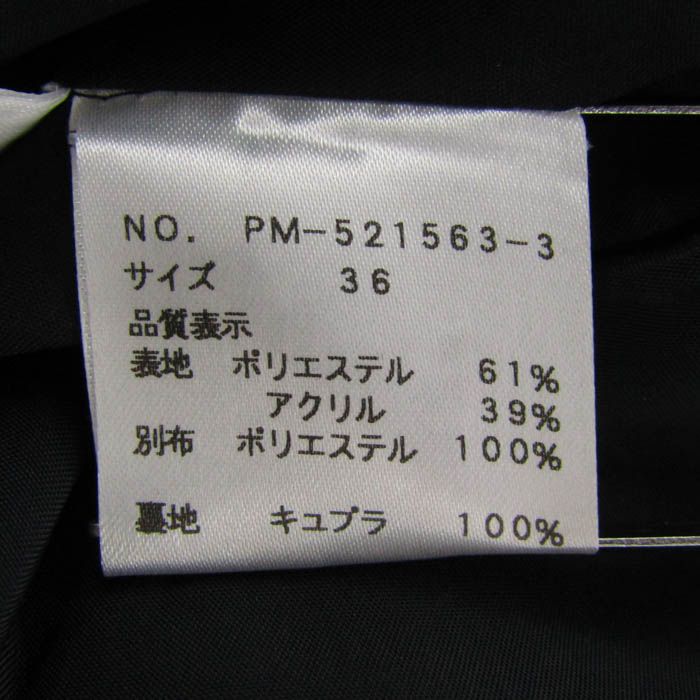 NO. PM-521563-3
サイズ 36
品質表示
表地 ポリエステル 61%
アクリル 39%
別布 ポリエステル 100%
裏地 キュプラ 100%